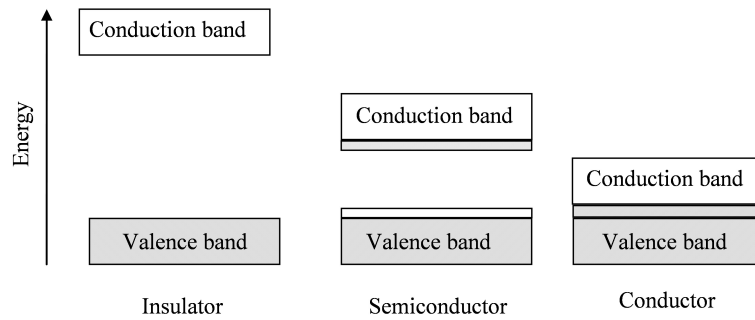 Energy
Conduction band
Valence band
Insulator
Conduction band
Valence band
Semiconductor
Conduction band
Valence band
Conductor